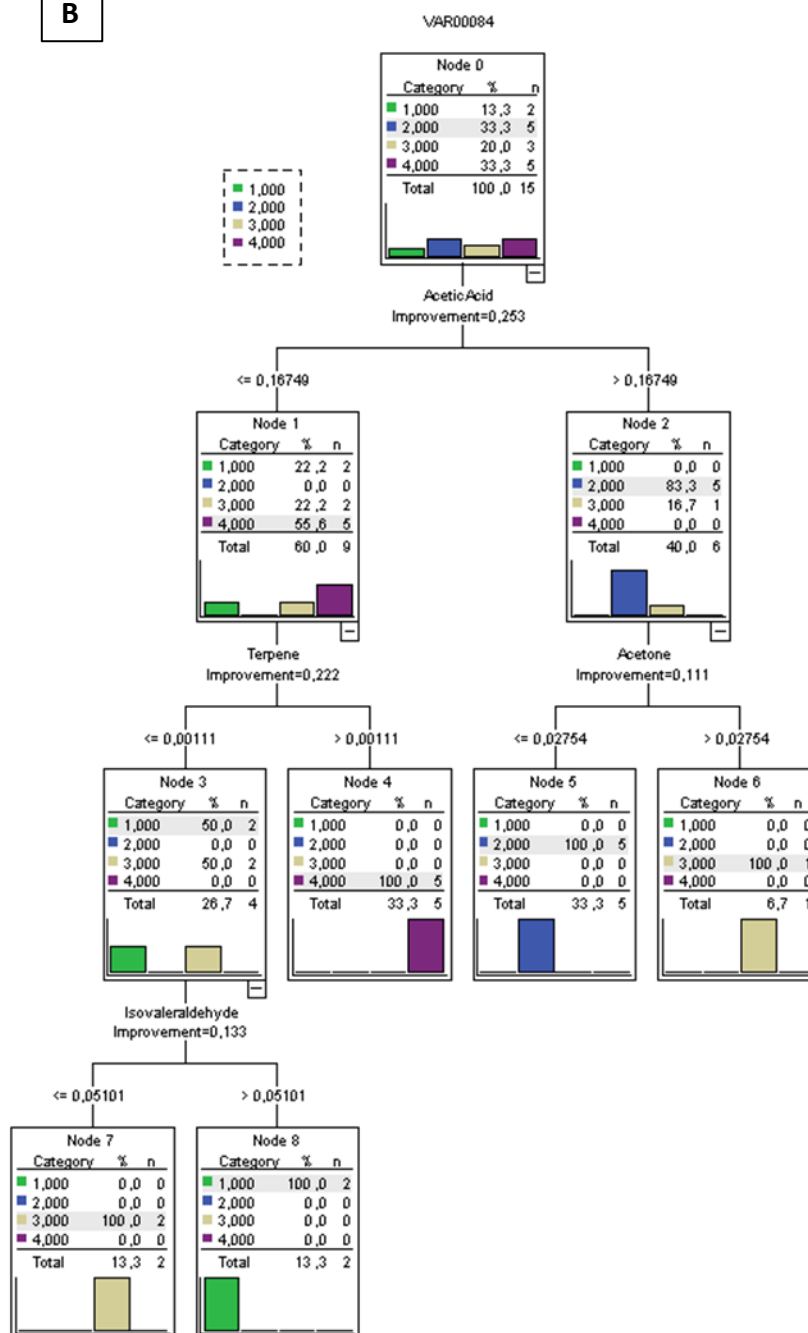 B
VAR00084
Node 0
Category % n
1,000 13,3 2
2,000 33,3 5
3,000 20,0 3
4,000 33,3 5
Total 100,0 15
1,000
2,000
3,000
4,000
AceticAcid
Improvement=0,253
<= 0,16749 > 0,16749
Node 1
Category % n
1,000 22,2 2
2,000 0,0 0
3,000 22,2 2
4,000 55,6 5
Total 60,0 9
Node 2
Category % n
1,000 0,0 0
2,000 83,3 5
3,000 16,7 1
4,000 0,0 0
Total 40,0 6
Terpene
Improvement=0,222
Acetone
Improvement=0,111
<= 0,00111 > 0,00111
<= 0,02754 > 0,02754
Node 3
Category % n
1,000 50,0 2
2,000 0,0 0
3,000 50,0 2
4,000 0,0 0
Total 26,7 4
Node 4
Category % n
1,000 0,0 0
2,000 0,0 0
3,000 0,0 0
4,000 100,0 5
Total 33,3 5
Node 5
Category % n
1,000 0,0 0
2,000 100,0 5
3,000 0,0 0
4,000 0,0 0
Total 33,3 5
Node 6
Category % n
1,000 0,0 0
2,000 0,0 0
3,000 100,0 1
4,000 0,0 0
Total 6,7 1
Isovaleraldehyde
Improvement=0,133
<= 0,05101 > 0,05101
Node 7
Category % n
1,000 0,0 0
2,000 0,0 0
3,000 100,0 2
4,000 0,0 0
Total 13,3 2
Node 8
Category % n
1,000 100,0 2
2,000 0,0 0
3,000 0,0 0
4,000 0,0 0
Total 13,3 2